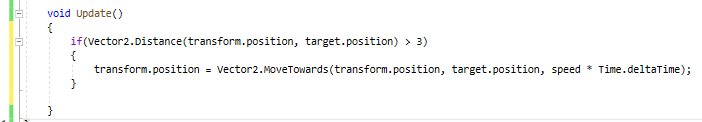 void Update()
{
if(Vector2.Distance(transform.position, target.position) > 3)
{
transform.position = Vector2.MoveTowards(transform.position, target.position, speed * Time.deltaTime);
}
}